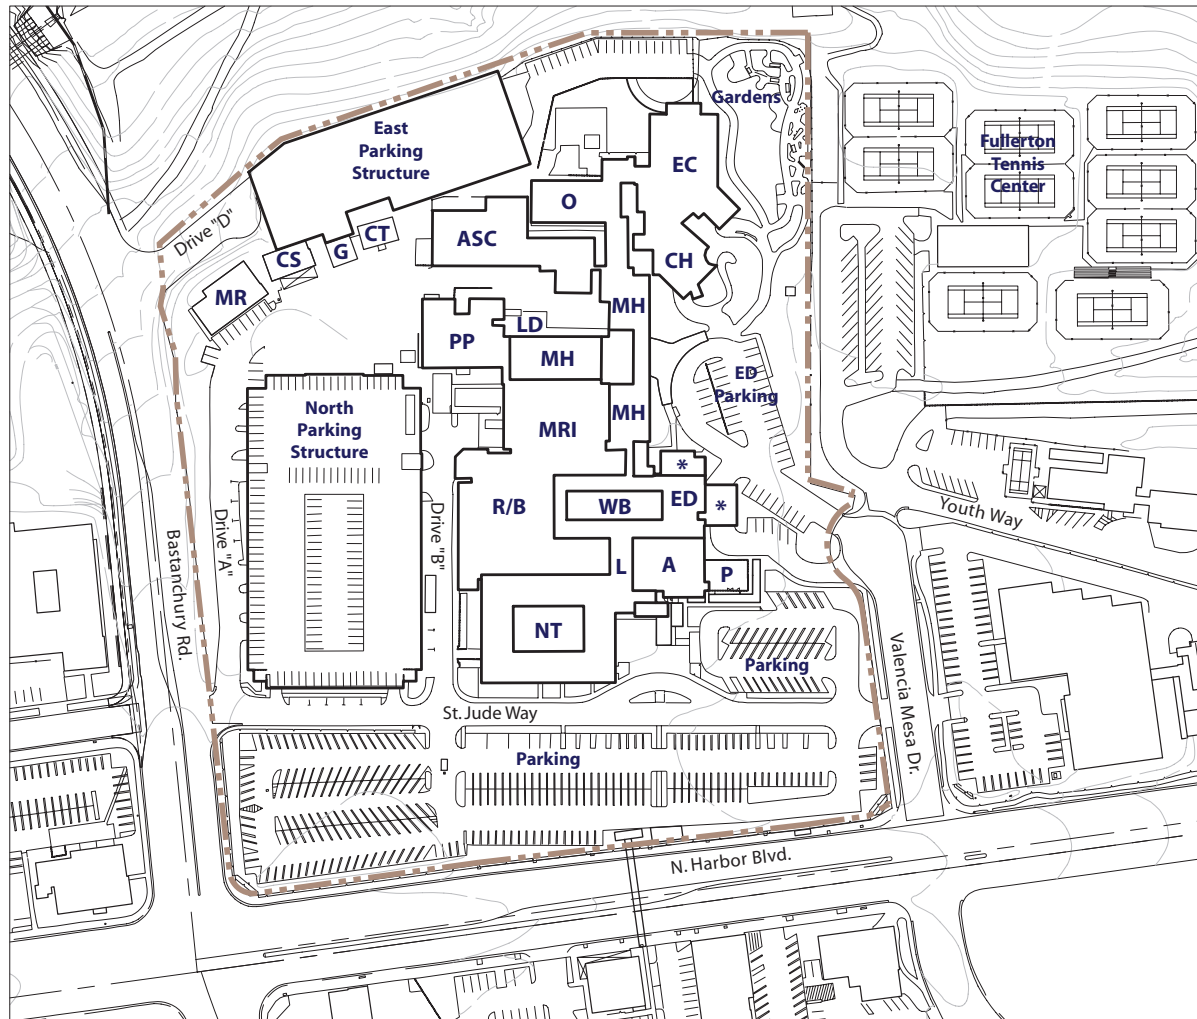 Gardens
East
Parking
Structure
Fullerton
Tennis
Center
EC
O
Drive "D"
CT
G
ASC
CS
CH
MR
MH
LD
PP
MH
ED
Parking
North
Parking
Structure
MH
MRI
*
R/B
WB
ED
*
Youth Way
Drive "A"
Drive "B"
Bastanchury Rd.
L
A
P
NT
Valencia Mesa Dr.
Parking
St. Jude Way
Parking
N. Harbor Blvd.